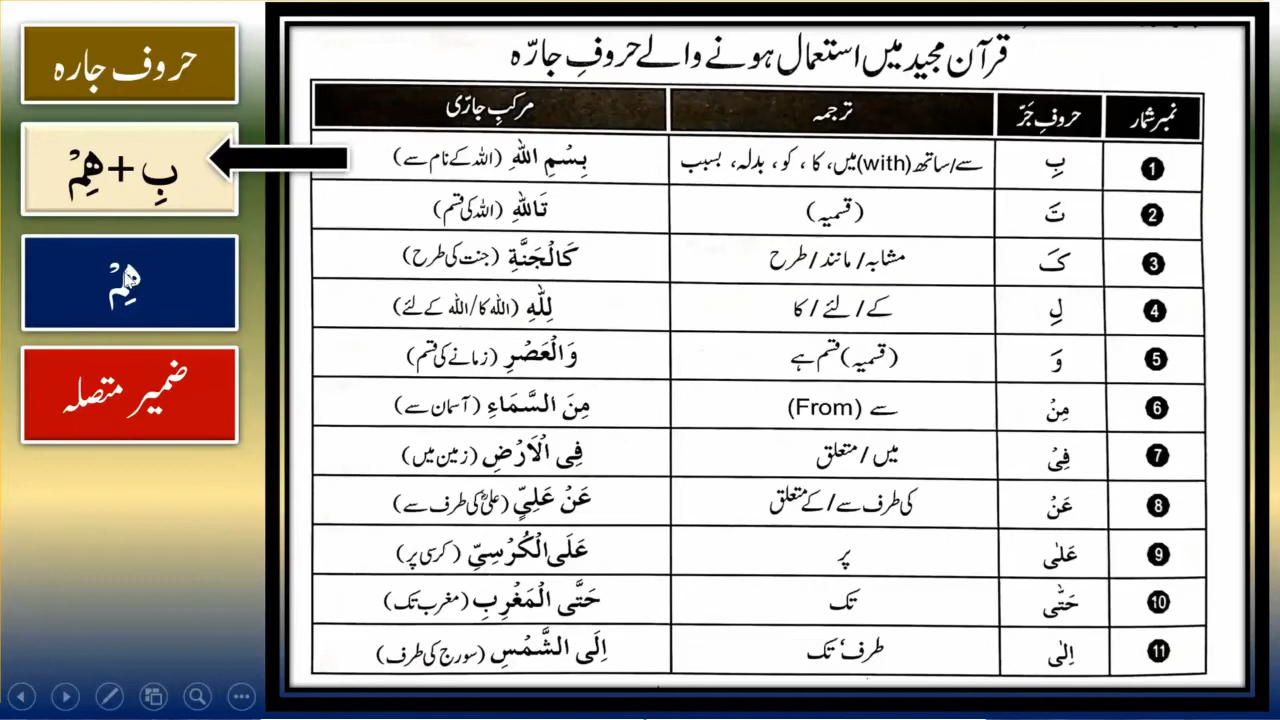 حروف جارہ
بِ + هِمْ
هِمْ
ضمیر متصلہ
قرآن مجید میں استعمال ہونے والے حروفِ جارّہ
نمبر شمار حروفِ جَرّ ترجمہ مرکبِ جارّی
1 بِ سے/ساتھ(with)میں، کا، کو، بدلہ، بسبب بِسْمِ اللّٰهِ (اللہ کے نام سے)
2 تَ (قسمیہ) تَاللّٰهِ (اللہ کی قسم)
3 کَ مشابہ/مانند/طرح کَالْجَنَّةِ (جنت کی طرح)
4 لِ کے/لئے/کا لِلّٰهِ (اللہ کا/اللہ کے لئے)
5 وَ (قسمیہ) قسم ہے وَالْعَصْرِ (زمانے کی قسم)
6 مِنْ سے (From) مِنَ السَّمَاءِ (آسمان سے)
7 فِیْ میں/متعلق فِی الْاَرْضِ (زمین میں)
8 عَنْ کی طرف سے/کے متعلق عَنْ عَلِیٍّ (علیؓ کی طرف سے)
9 عَلٰی پر عَلَی الْکُرْسِیِّ (کرسی پر)
10 حَتّٰی تک حَتَّی الْمَغْرِبِ (مغرب تک)
11 اِلٰی طرف، تک اِلَی الشَّمْسِ (سورج کی طرف)